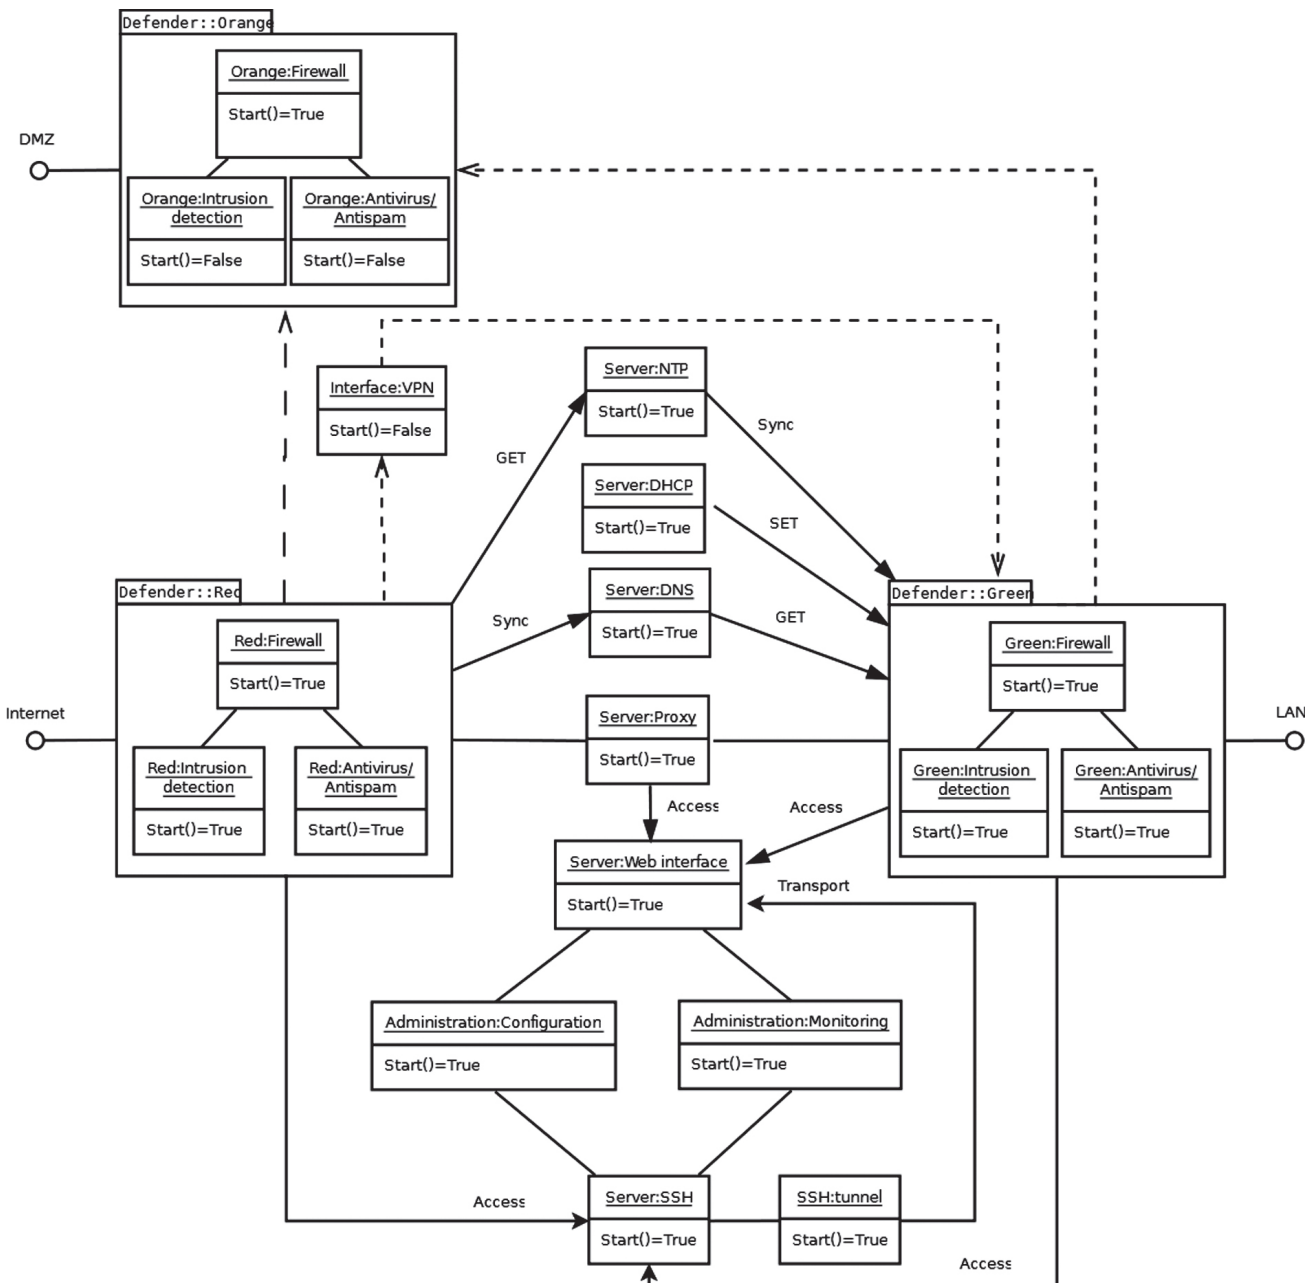 Defender::Orange
Orange:Firewall
Start()=True
DMZ
Orange:Intrusion
detection
Start()=False
Orange:Antivirus/
Antispam
Start()=False
Interface:VPN
Start()=False
Server:NTP
Start()=True
Sync
GET
Server:DHCP
Start()=True
SET
Defender::Red
Server:DNS
Start()=True
Sync
GET
Defender::Green
Red:Firewall
Start()=True
Green:Firewall
Start()=True
Internet
Server:Proxy
Start()=True
LAN
Red:Intrusion
detection
Start()=True
Red:Antivirus/
Antispam
Start()=True
Green:Intrusion
detection
Start()=True
Green:Antivirus/
Antispam
Start()=True
Access
Access
Server:Web interface
Start()=True
Transport
Administration:Configuration
Start()=True
Administration:Monitoring
Start()=True
Access
Server:SSH
Start()=True
SSH:tunnel
Start()=True
Access